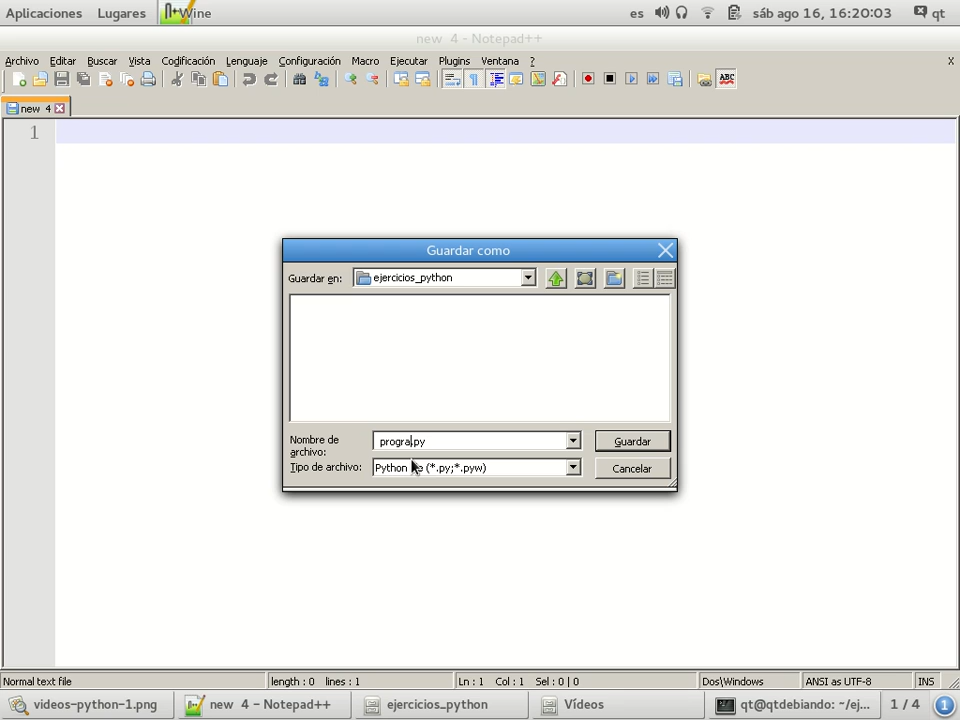 Aplicaciones Lugares Wine es sáb ago 16, 16:20:03 qt
new 4 - Notepad++
Archivo Editar Buscar Vista Codificación Lenguaje Configuración Macro Ejecutar Plugins Ventana ? X
ABC
new 4
1
Guardar como
Guardar en: ejercicios_python
Nombre de archivo: progra.py Guardar
Tipo de archivo: Python (*.py;*.pyw) Cancelar
Normal text file length : 0 lines : 1 Ln : 1 Col : 1 Sel : 0 | 0 Dos\Windows ANSI as UTF-8 INS
videos-python-1.png new 4 - Notepad++ ejercicios_python Vídeos qt@qtdebiando: ~/ej... 1 / 4 1